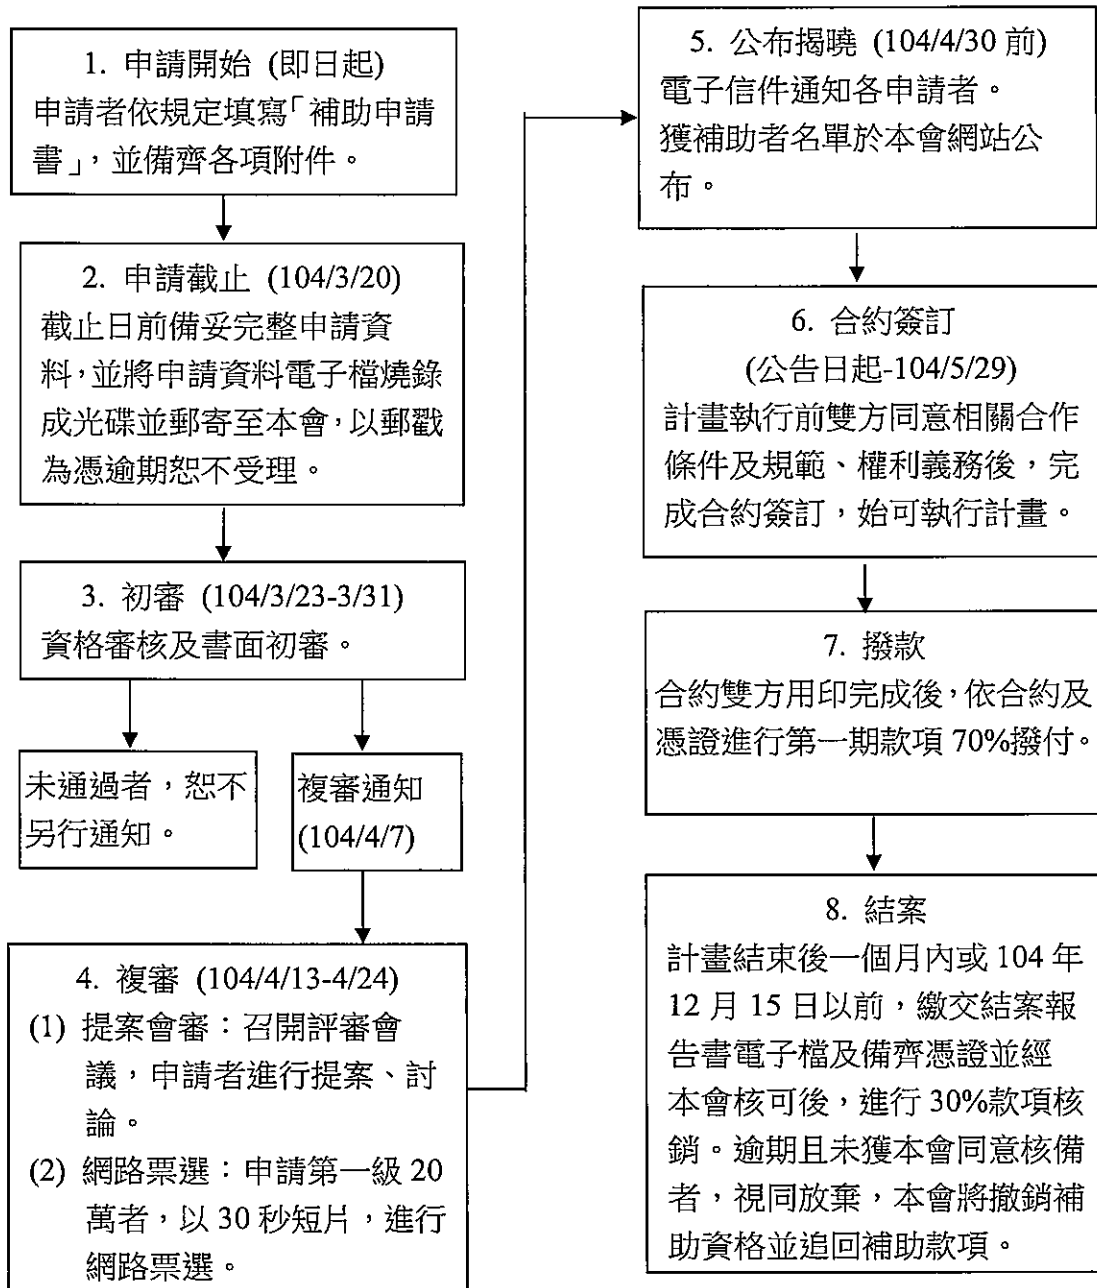 1. 申請開始 (即日起)
申請者依規定填寫「補助申請
書」，並備齊各項附件。
2. 申請截止 (104/3/20)
截止日前備妥完整申請資
料，並將申請資料電子檔燒錄
成光碟並郵寄至本會，以郵戳
為憑逾期恕不受理。
3. 初審 (104/3/23-3/31)
資格審核及書面初審。
未通過者，恕不
另行通知。
複審通知
(104/4/7)
4. 複審 (104/4/13-4/24)
(1) 提案會審：召開評審會
議，申請者進行提案、討
論。
(2) 網路票選：申請第一級 20
萬者，以 30 秒短片，進行
網路票選。
5. 公布揭曉 (104/4/30 前)
電子信件通知各申請者。
獲補助者名單於本會網站公
布。
6. 合約簽訂
(公告日起-104/5/29)
計畫執行前雙方同意相關合作
條件及規範、權利義務後，完
成合約簽訂，始可執行計畫。
7. 撥款
合約雙方用印完成後，依合約及
憑證進行第一期款項 70%撥付。
8. 結案
計畫結束後一個月內或 104 年
12 月 15 日以前，繳交結案報
告書電子檔及備齊憑證並經
本會核可後，進行 30%款項核
銷。逾期且未獲本會同意核備
者，視同放棄，本會將撤銷補
助資格並追回補助款項。